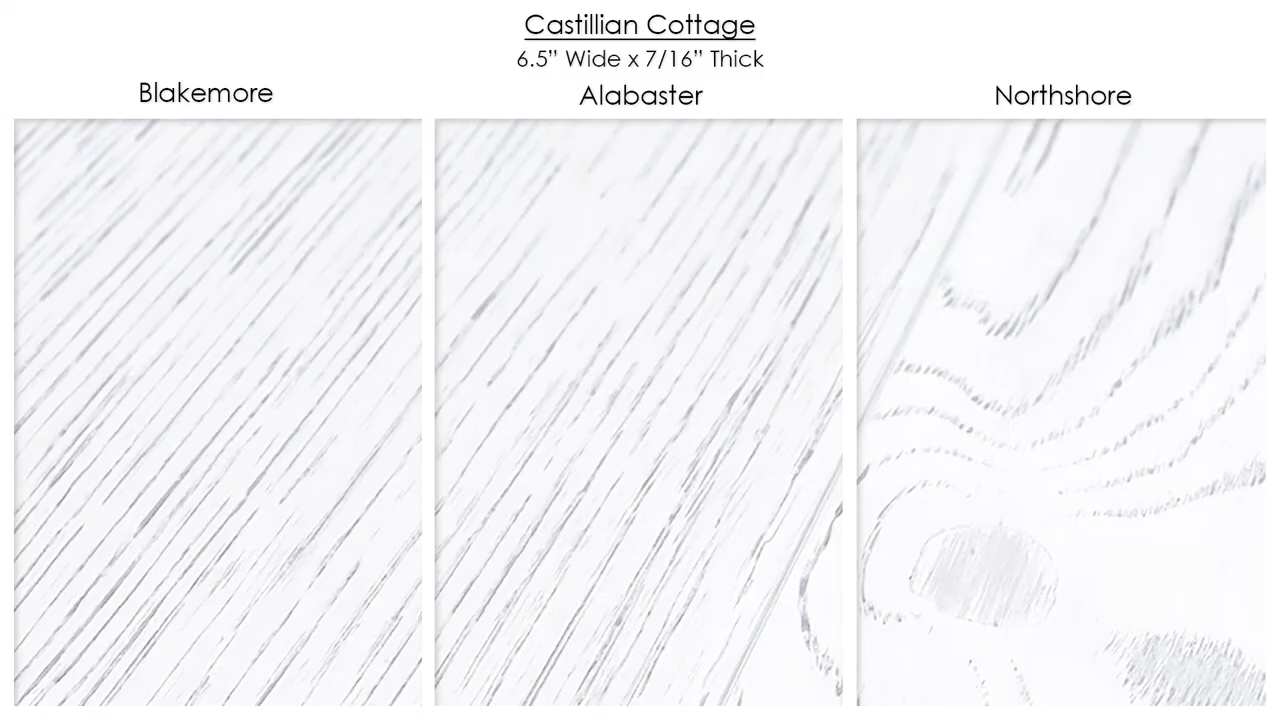 Castillian Cottage
6.5” Wide x 7/16” Thick
Blakemore
Alabaster
Northshore